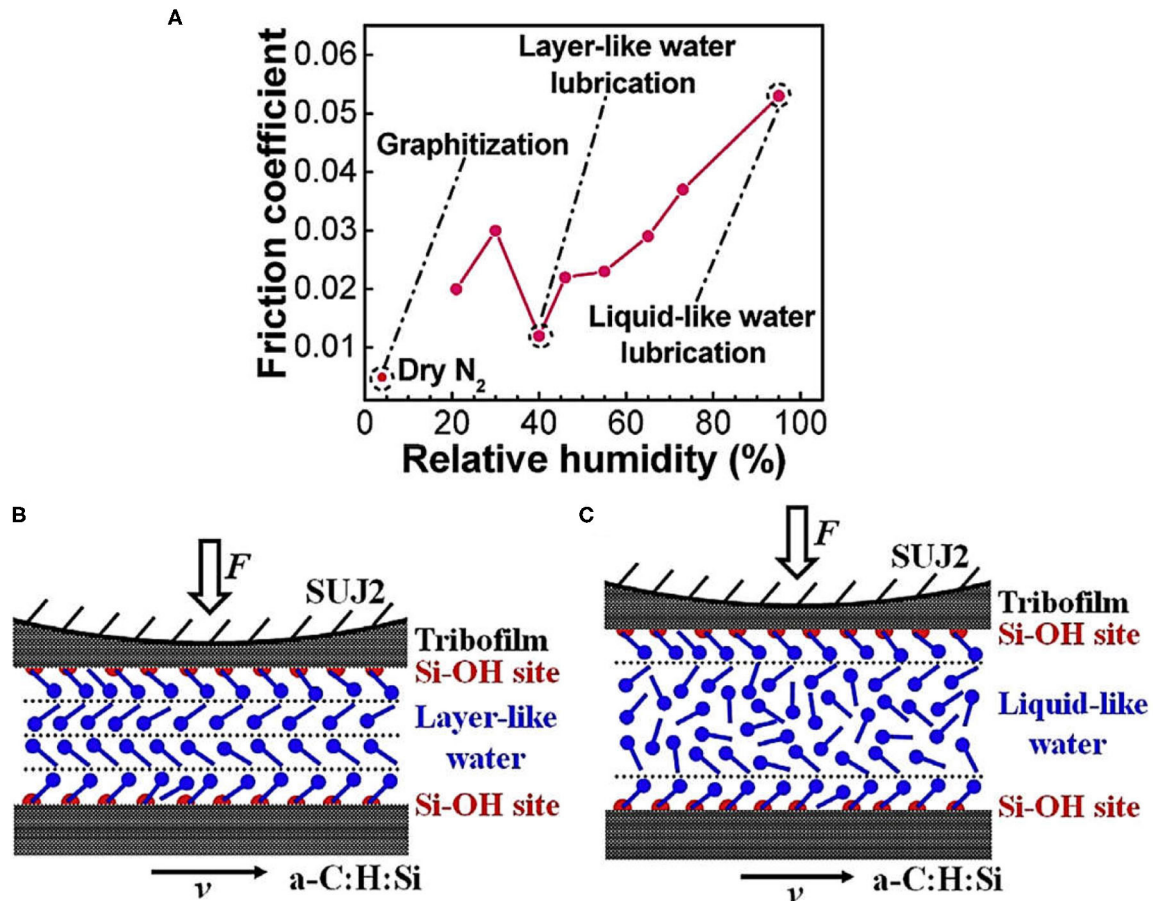 A
Friction coefficient
0.06
0.05
0.04
0.03
0.02
0.01
Layer-like water
lubrication
Graphitization
Liquid-like water
lubrication
Dry N₂
0 20 40 60 80 100
Relative humidity (%)
B
F
SUJ2
Tribofilm
Si-OH site
Layer-like
water
Si-OH site
v
a-C:H:Si
C
F
SUJ2
Tribofilm
Si-OH site
Liquid-like
water
Si-OH site
v
a-C:H:Si